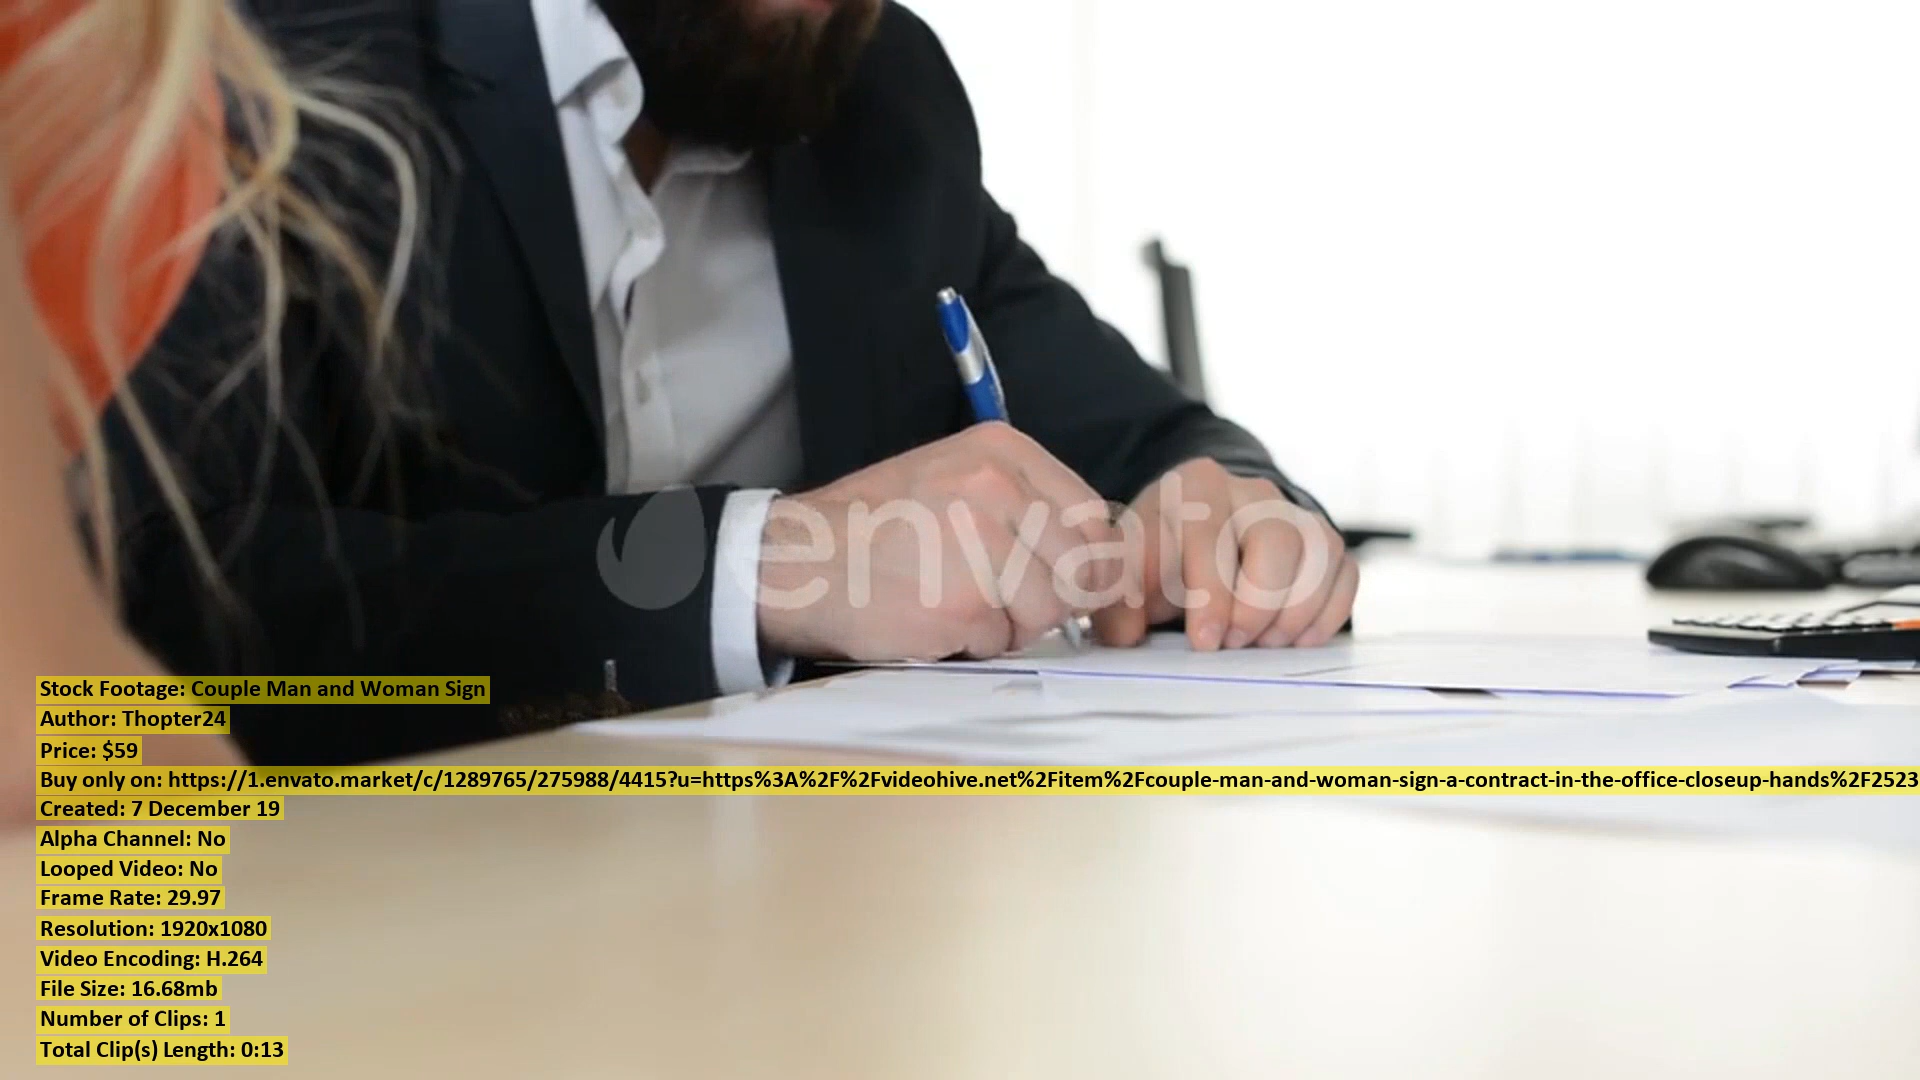 envato
Stock Footage: Couple Man and Woman Sign
Author: Thopter24
Price: $59
Buy only on: https://1.envato.market/c/1289765/275988/4415?u=https%3A%2F%2Fvideohive.net%2Fitem%2Fcouple-man-and-woman-sign-a-contract-in-the-office-closeup-hands%2F2523
Created: 7 December 19
Alpha Channel: No
Looped Video: No
Frame Rate: 29.97
Resolution: 1920x1080
Video Encoding: H.264
File Size: 16.68mb
Number of Clips: 1
Total Clip(s) Length: 0:13